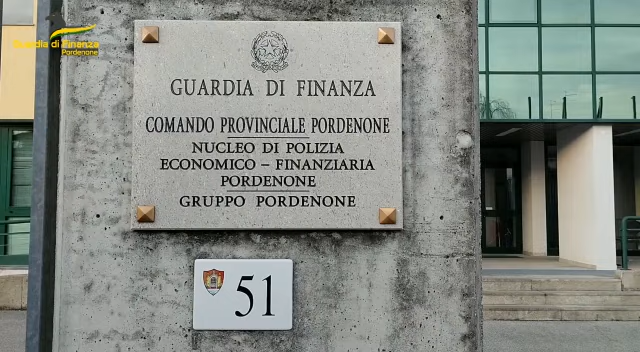 Guardia di Finanza
Pordenone
GUARDIA DI FINANZA
COMANDO PROVINCIALE PORDENONE
NUCLEO DI POLIZIA
ECONOMICO - FINANZIARIA
PORDENONE
GRUPPO PORDENONE
51